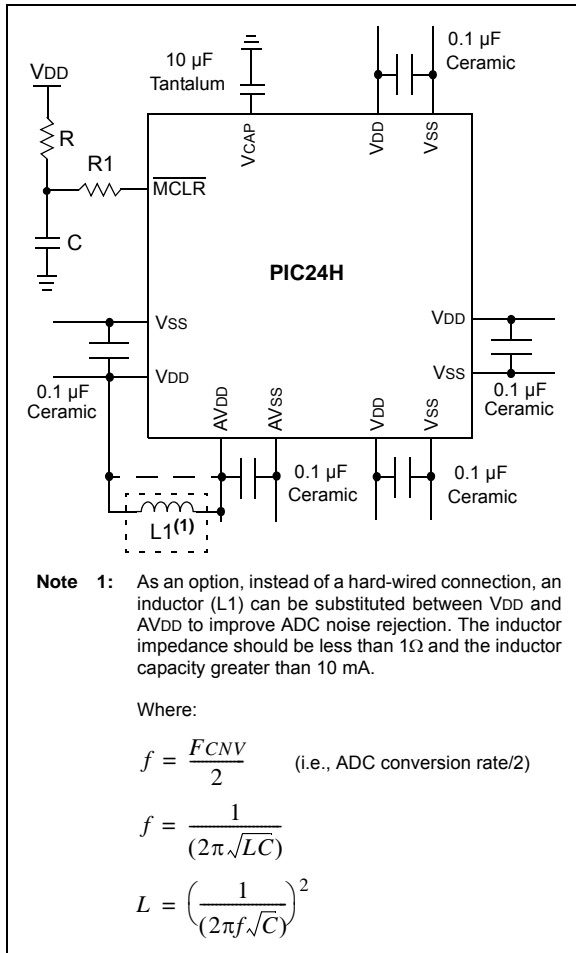 10 µF
Tantalum
0.1 µF
Ceramic
VDD
R
R1
C
VCAP
VDD
VSS
MCLR
PIC24H
VSS
VDD
VDD
VSS
0.1 µF
Ceramic
0.1 µF
Ceramic
AVDD
AVSS
VDD
VSS
0.1 µF
Ceramic
0.1 µF
Ceramic
L1(1)
Note 1: As an option, instead of a hard-wired connection, an
inductor (L1) can be substituted between VDD and
AVDD to improve ADC noise rejection. The inductor
impedance should be less than 1Ω and the inductor
capacity greater than 10 mA.
Where:
f = FCNV / 2 (i.e., ADC conversion rate/2)
f = 1 / (2π√LC)
L = (1 / (2πf√C))²